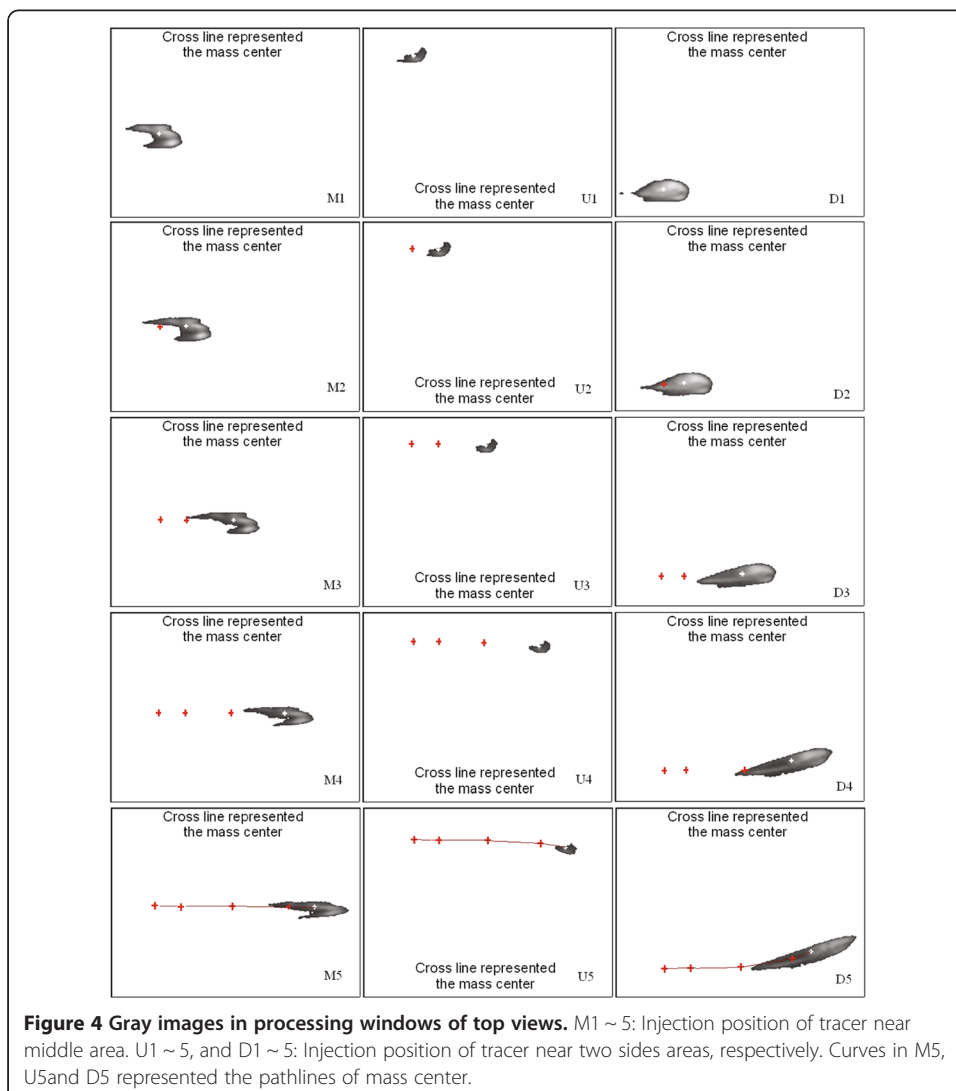 Cross line represented
the mass center
M1
Cross line represented
the mass center
U1
Cross line represented
the mass center
D1
Cross line represented
the mass center
M2
Cross line represented
the mass center
U2
Cross line represented
the mass center
D2
Cross line represented
the mass center
M3
Cross line represented
the mass center
U3
Cross line represented
the mass center
D3
Cross line represented
the mass center
M4
Cross line represented
the mass center
U4
Cross line represented
the mass center
D4
Cross line represented
the mass center
M5
Cross line represented
the mass center
U5
Cross line represented
the mass center
D5
Figure 4 Gray images in processing windows of top views. M1 ~ 5: Injection position of tracer near
middle area. U1 ~ 5, and D1 ~ 5: Injection position of tracer near two sides areas, respectively. Curves in M5,
U5and D5 represented the pathlines of mass center.